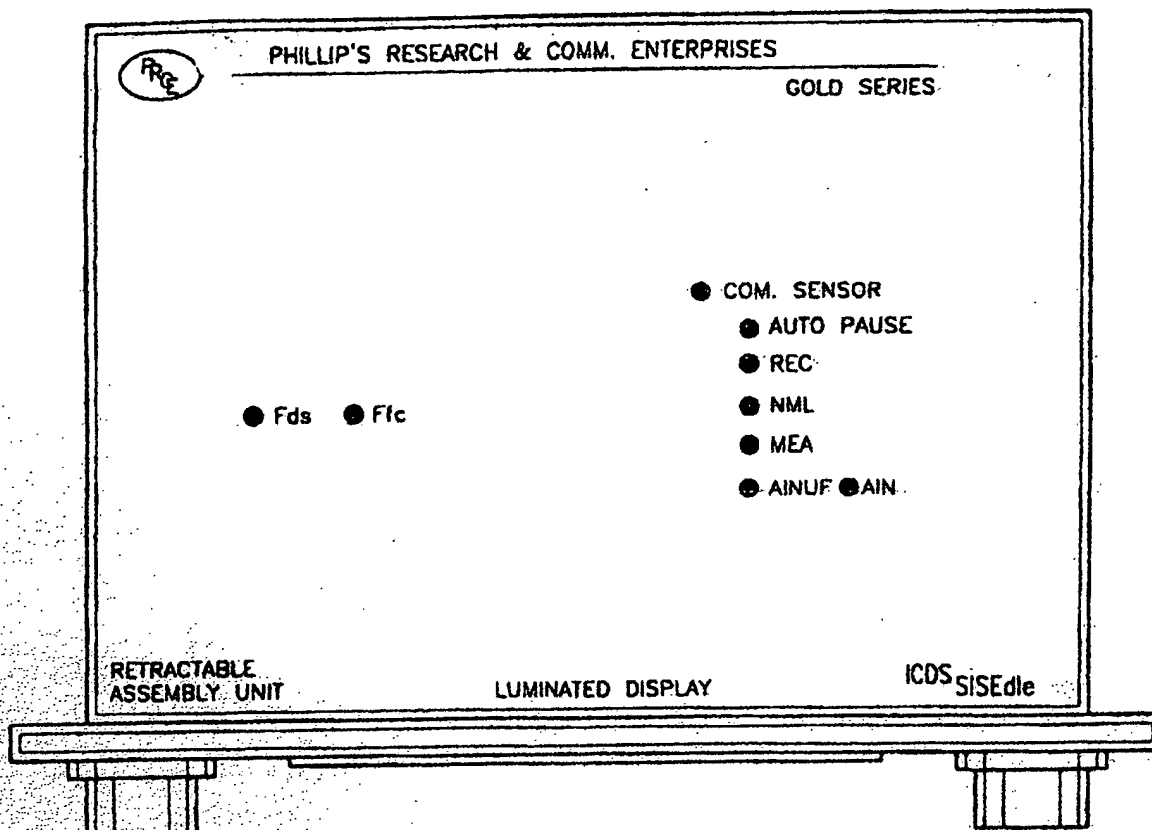 PRCE
PHILLIP'S RESEARCH & COMM. ENTERPRISES
GOLD SERIES
COM. SENSOR
AUTO PAUSE
REC
NML
MEA
AINUF AIN
Fds Ffc
RETRACTABLE
ASSEMBLY UNIT
LUMINATED DISPLAY
ICDS SISEdle